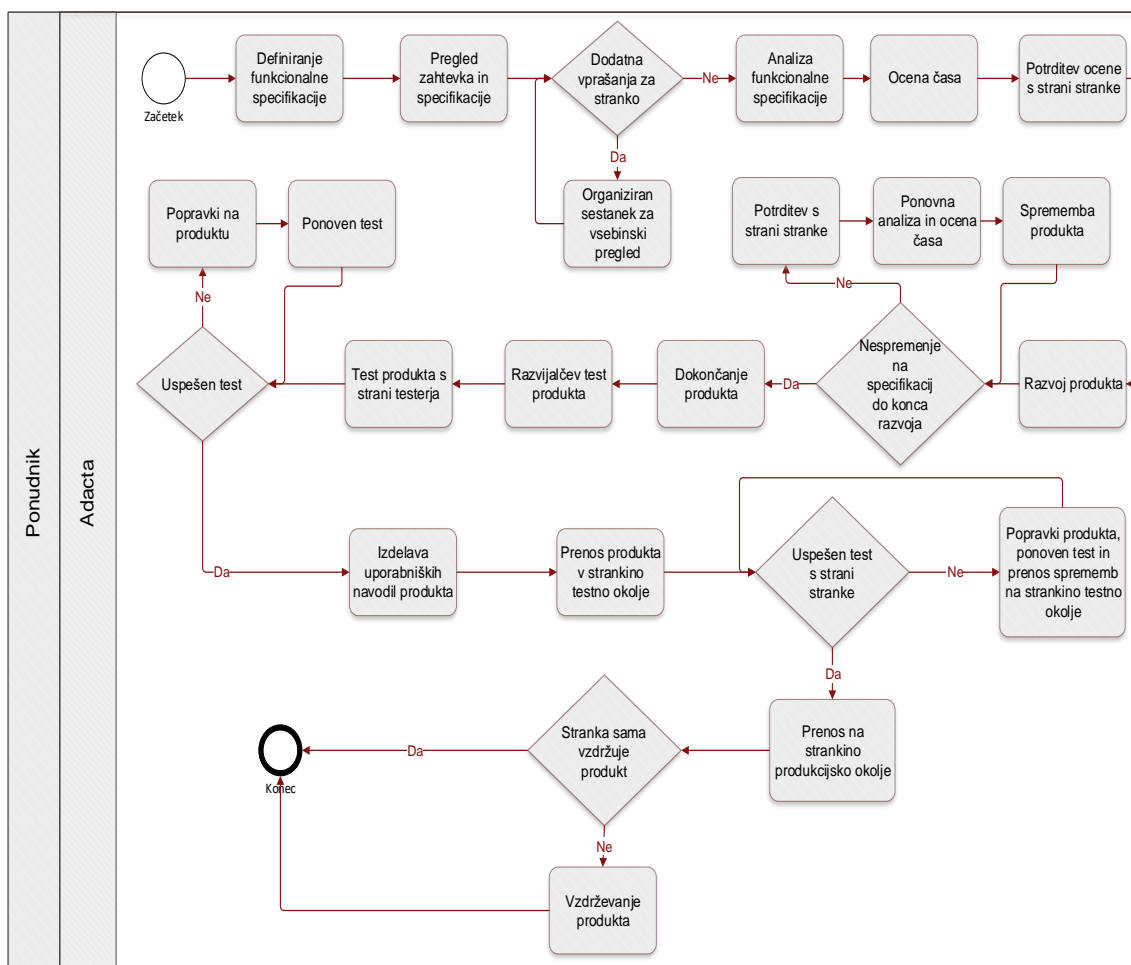 Ponudnik
Adacta
Začetek
Definiranje
funkcionalne
specifikacije
Pregled
zahtevka in
specifikacije
Dodatna
vprašanja za
stranko
Ne
Analiza
funkcionalne
specifikacije
Ocena časa
Potrditev ocene
s strani stranke
Da
Organiziran
sestanek za
vsebinski
pregled
Popravki na
produktu
Ponoven test
Potrditev s
strani stranke
Ponovna
analiza in ocena
časa
Sprememba
produkta
Ne
Ne
Uspešen test
Test produkta s
strani testerja
Razvijalčev test
produkta
Dokončanje
produkta
Da
Nespremenje
na
specifikacij
do konca
razvoja
Razvoj produkta
Da
Izdelava
uporabniških
navodil produkta
Prenos produkta
v strankino
testno okolje
Uspešen test
s strani
stranke
Ne
Popravki produkta,
ponoven test in
prenos sprememb
na strankino testno
okolje
Da
Prenos na
strankino
produkcijsko okolje
Stranka sama
vzdržuje
produkt
Da
Konec
Ne
Vzdrževanje
produkta